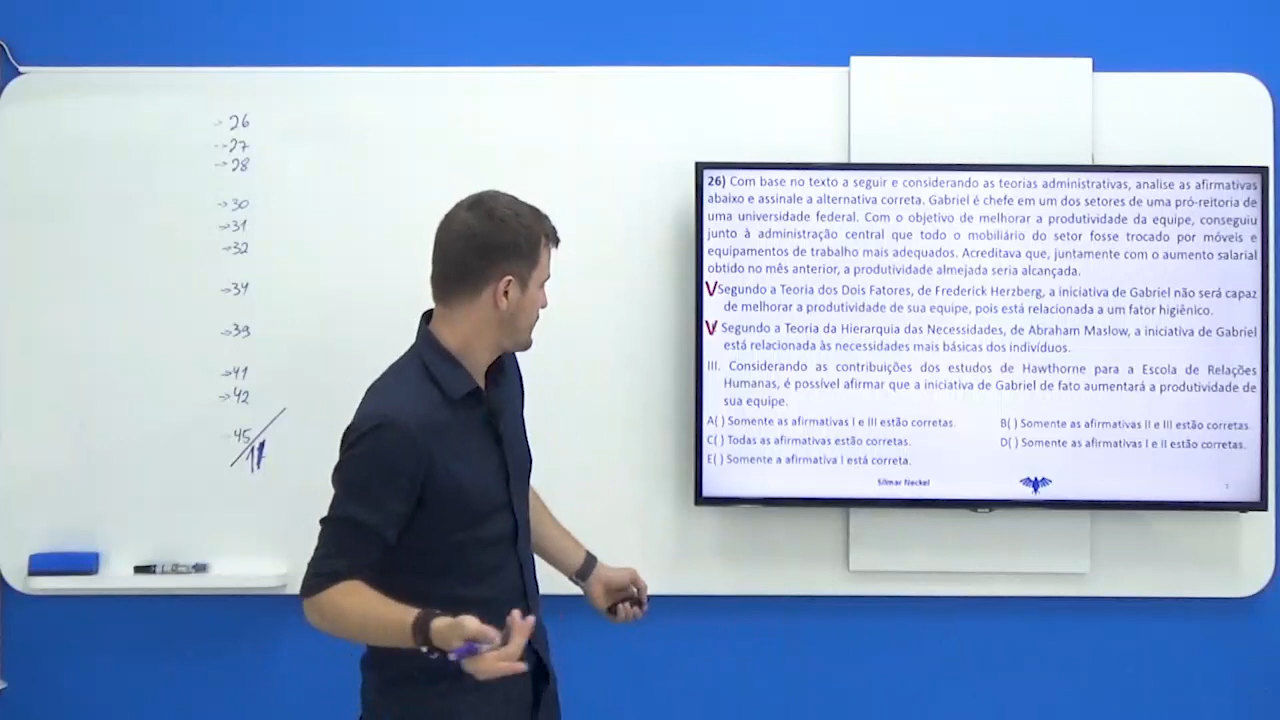 26
27
28
30
31
32
34
39
41
42
45
11
26) Com base no texto a seguir e considerando as teorias administrativas, analise as afirmativas
abaixo e assinale a alternativa correta. Gabriel é chefe em um dos setores de uma pró-reitoria de
uma universidade federal. Com o objetivo de melhorar a produtividade da equipe, conseguiu
junto à administração central que todo o mobiliário do setor fosse trocado por móveis e
equipamentos de trabalho mais adequados. Acreditava que, juntamente com o aumento salarial
obtido no mês anterior, a produtividade almejada seria alcançada.
V Segundo a Teoria dos Dois Fatores, de Frederick Herzberg, a iniciativa de Gabriel não será capaz
de melhorar a produtividade de sua equipe, pois está relacionada a um fator higiênico.
V Segundo a Teoria da Hierarquia das Necessidades, de Abraham Maslow, a iniciativa de Gabriel
está relacionada às necessidades mais básicas dos indivíduos.
III. Considerando as contribuições dos estudos de Hawthorne para a Escola de Relações
Humanas, é possível afirmar que a iniciativa de Gabriel de fato aumentará a produtividade de
sua equipe.
A( ) Somente as afirmativas I e III estão corretas. B( ) Somente as afirmativas II e III estão corretas.
C( ) Todas as afirmativas estão corretas. D( ) Somente as afirmativas I e II estão corretas.
E( ) Somente a afirmativa I está correta.
Silmar Neckel